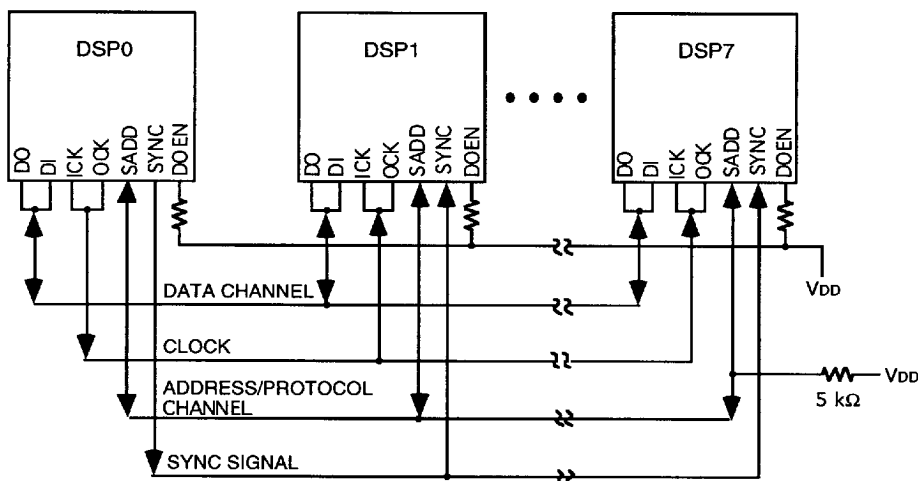 DSP0
DSP1
DSP7
DO
DI
ICK
OCK
SADD
SYNC
DOEN
DO
DI
ICK
OCK
SADD
SYNC
DOEN
DO
DI
ICK
OCK
SADD
SYNC
DOEN
DATA CHANNEL
VDD
CLOCK
ADDRESS/PROTOCOL
CHANNEL
VDD
5 kΩ
SYNC SIGNAL